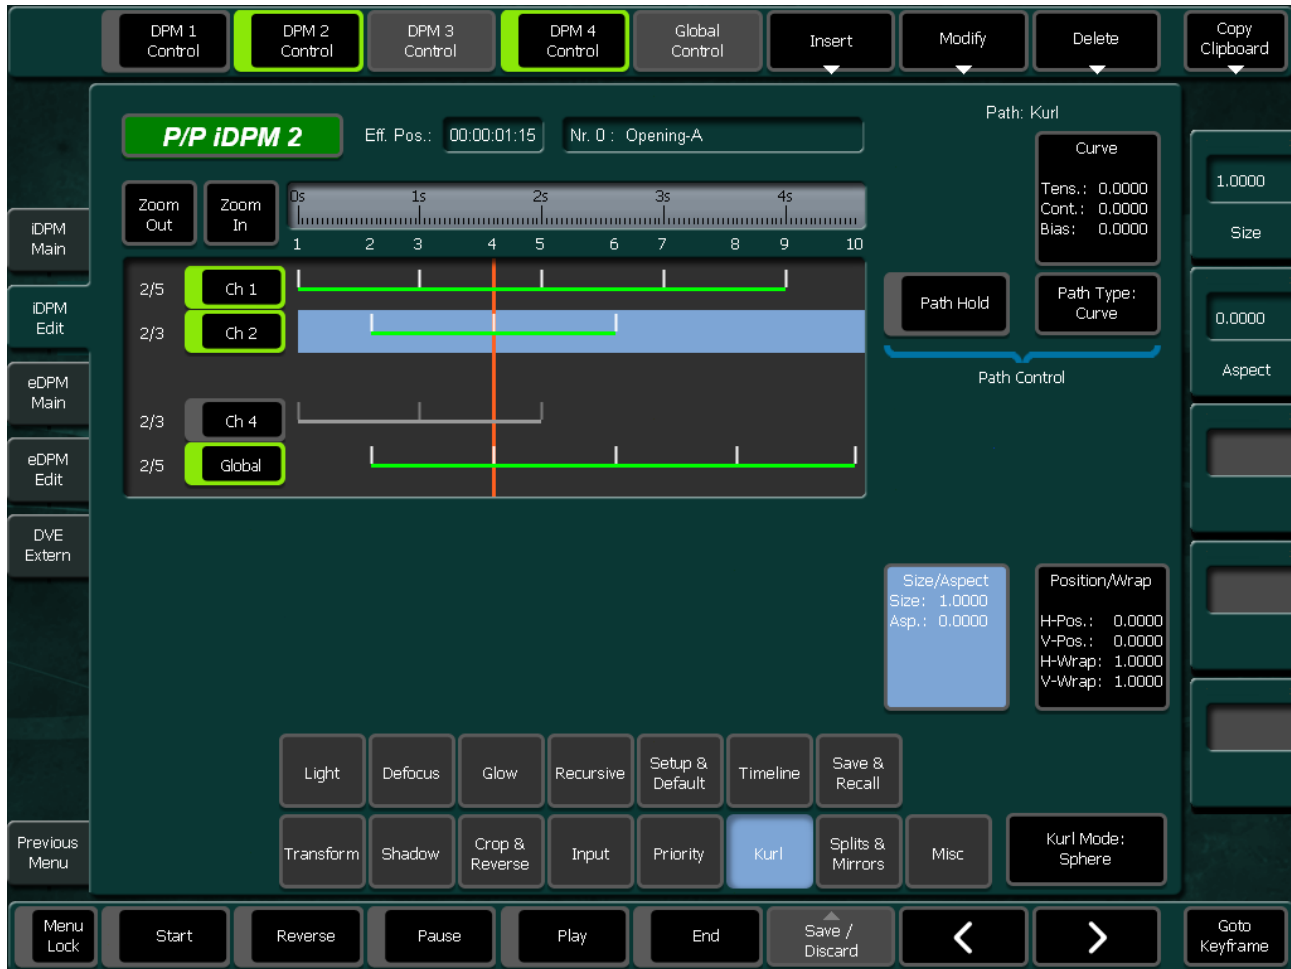 DPM 1
Control
DPM 2
Control
DPM 3
Control
DPM 4
Control
Global
Control
Insert
Modify
Delete
Copy
Clipboard
P/P iDPM 2
Eff. Pos.: 00:00:01:15
Nr. 0 : Opening-A
Path: Kurl
Zoom
Out
Zoom
In
0s 1s 2s 3s 4s
1 2 3 4 5 6 7 8 9 10
2/5 Ch 1
2/3 Ch 2
2/3 Ch 4
2/5 Global
Curve
Tens.: 0.0000
Cont.: 0.0000
Bias: 0.0000
Path Hold
Path Type:
Curve
Path Control
1.0000
Size
0.0000
Aspect
iDPM
Main
iDPM
Edit
eDPM
Main
eDPM
Edit
DVE
Extern
Previous
Menu
Size/Aspect
Size: 1.0000
Asp.: 0.0000
Position/Wrap
H-Pos.: 0.0000
V-Pos.: 0.0000
H-Wrap: 1.0000
V-Wrap: 1.0000
Light
Defocus
Glow
Recursive
Setup &
Default
Timeline
Save &
Recall
Transform
Shadow
Crop &
Reverse
Input
Priority
Kurl
Splits &
Mirrors
Misc
Kurl Mode:
Sphere
Menu
Lock
Start
Reverse
Pause
Play
End
Save /
Discard
<
>
Goto
Keyframe